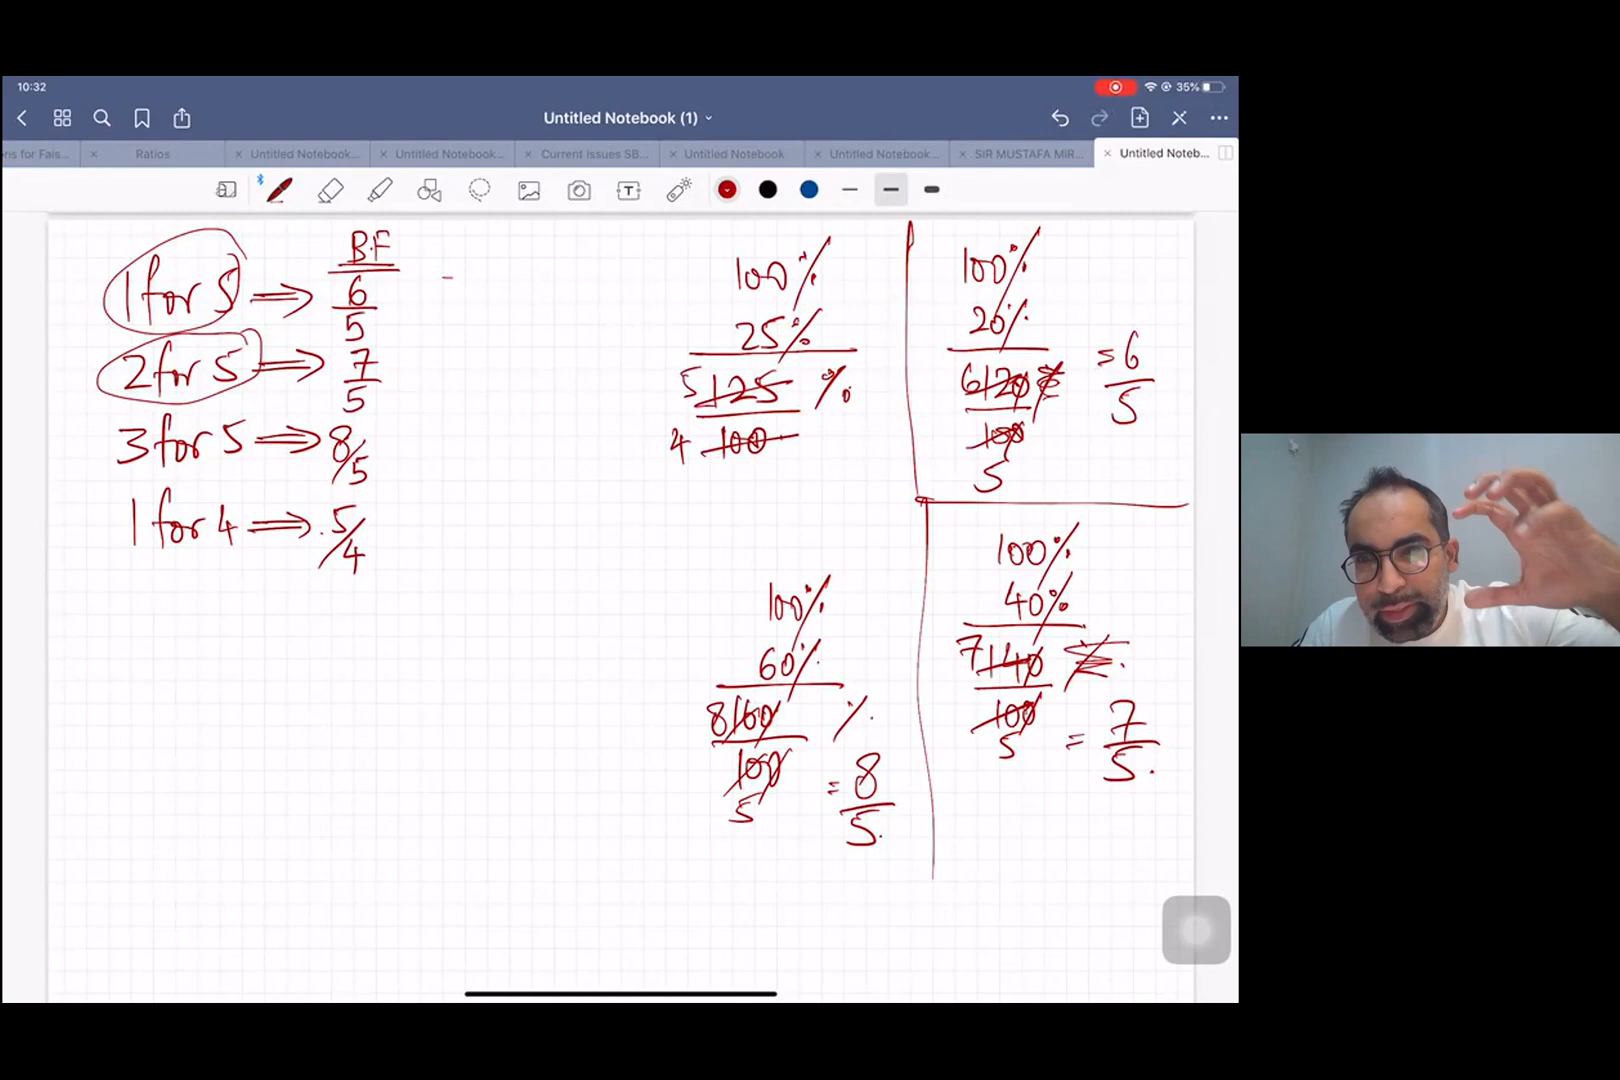 10:32
35%
Untitled Notebook (1)
ons for Fais...
Ratios
Untitled Notebook...
Untitled Notebook...
Current issues SB...
Untitled Notebook
Untitled Notebook...
SIR MUSTAFA MIR...
Untitled Noteb...
B.F
1 for 5 ⇒ 6/5
2 for 5 ⇒ 7/5
3 for 5 ⇒ 8/5
1 for 4 ⇒ 5/4
100%
25%
5 125 %
4 100
100%
20%
6 120
100
5
= 6/5
100%
60%
8 160 %
100
5
= 8/5
100%
40%
7 140
100
5
= 7/5